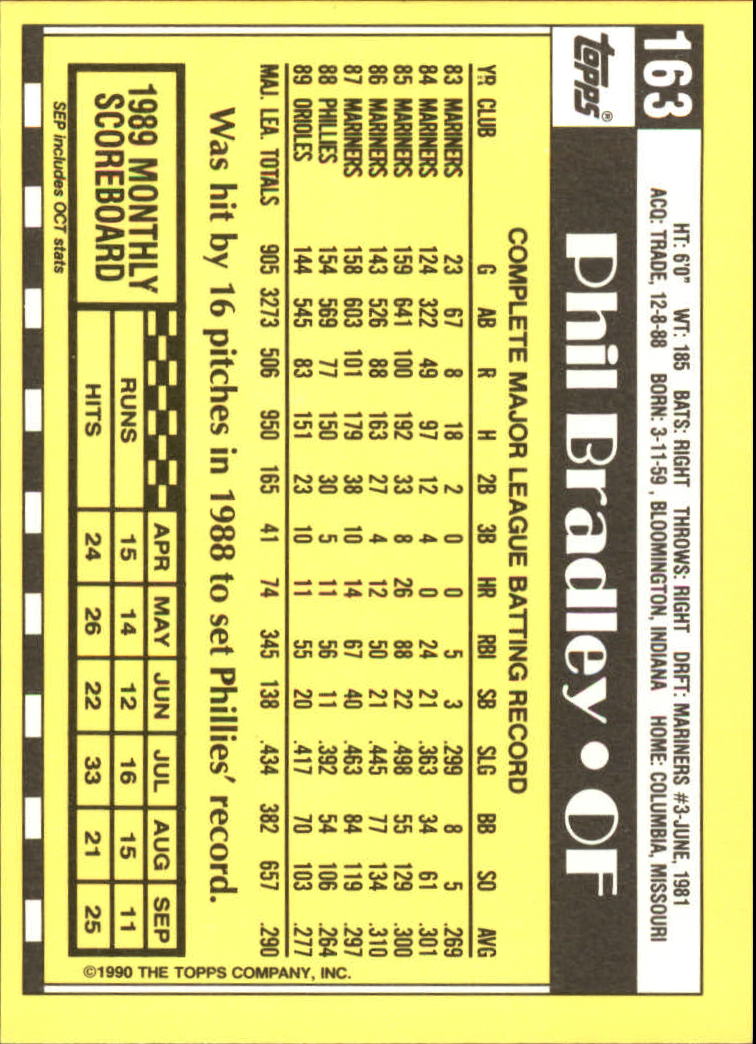 163
HT: 6'0" WT: 185 BATS: RIGHT THROWS: RIGHT DRFT: MARINERS #3-JUNE, 1981
ACQ: TRADE, 12-8-88 BORN: 3-11-59 , BLOOMINGTON, INDIANA HOME: COLUMBIA, MISSOURI
topps®
Phil Bradley • OF
COMPLETE MAJOR LEAGUE BATTING RECORD
YR CLUB G AB R H 2B 3B HR RBI SB SLG BB SO AVG
83 MARINERS 23 67 8 18 2 0 0 5 3 .299 8 5 .269
84 MARINERS 124 322 49 97 12 4 0 24 21 .363 34 61 .301
85 MARINERS 159 641 100 192 33 8 26 88 22 .498 55 129 .300
86 MARINERS 143 526 88 163 27 4 12 50 21 .445 77 134 .310
87 MARINERS 158 603 101 179 38 10 14 67 40 .463 84 119 .297
88 PHILLIES 154 569 77 150 30 5 11 56 11 .392 54 106 .264
89 ORIOLES 144 545 83 151 23 10 11 55 20 .417 70 103 .277
MAJ. LEA. TOTALS 905 3273 506 950 165 41 74 345 138 .434 382 657 .290
Was hit by 16 pitches in 1988 to set Phillies' record.
1989 MONTHLY
SCOREBOARD
APR MAY JUN JUL AUG SEP
RUNS 15 14 12 16 15 11
HITS 24 26 22 33 21 25
SEP includes OCT stats
©1990 THE TOPPS COMPANY, INC.